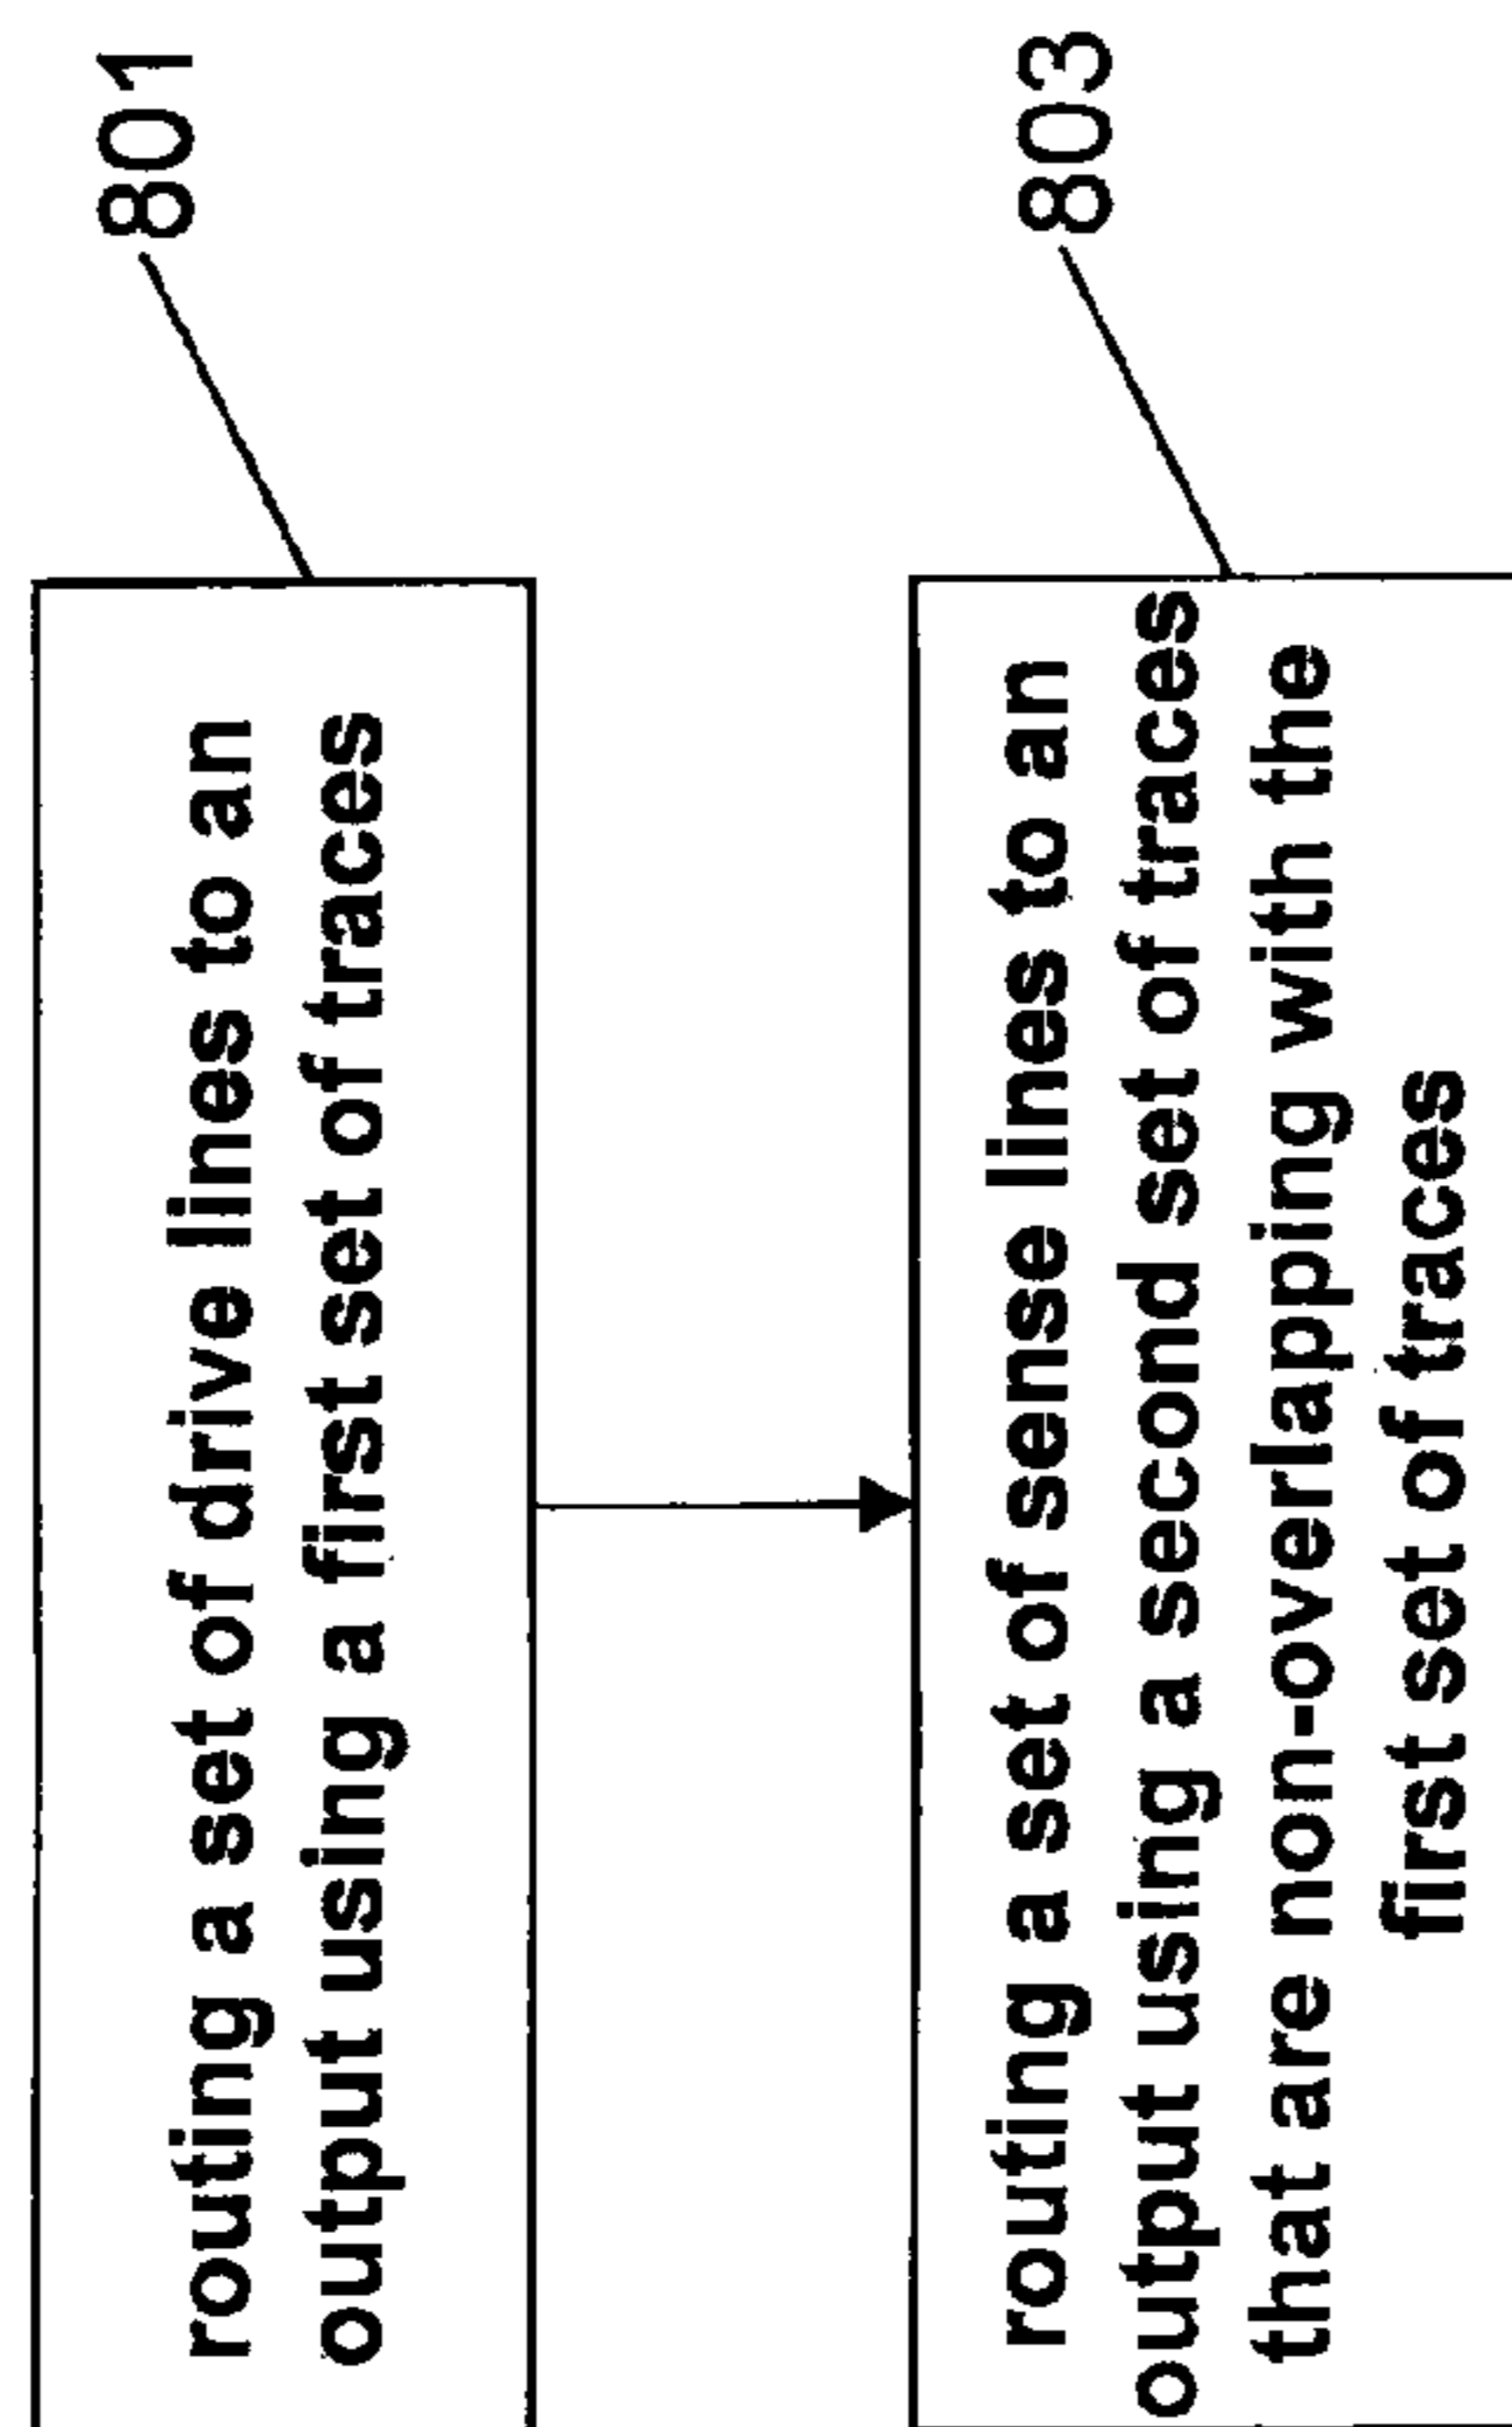 801
routing a set of drive lines to an
output using a first set of traces
803
routing a set of sense lines to an
output using a second set of traces
that are non-overlapping with the
first set of traces